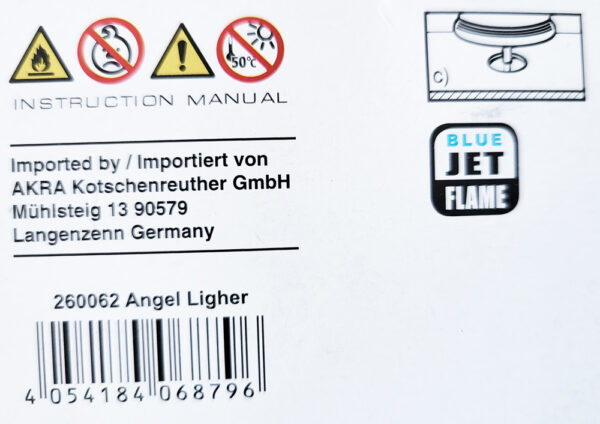 50°C
INSTRUCTION MANUAL
c)
BLUE
JET
FLAME
Imported by / Importiert von
AKRA Kotschenreuther GmbH
Mühlsteig 13 90579
Langenzenn Germany
260062 Angel Ligher
4 054184 068796